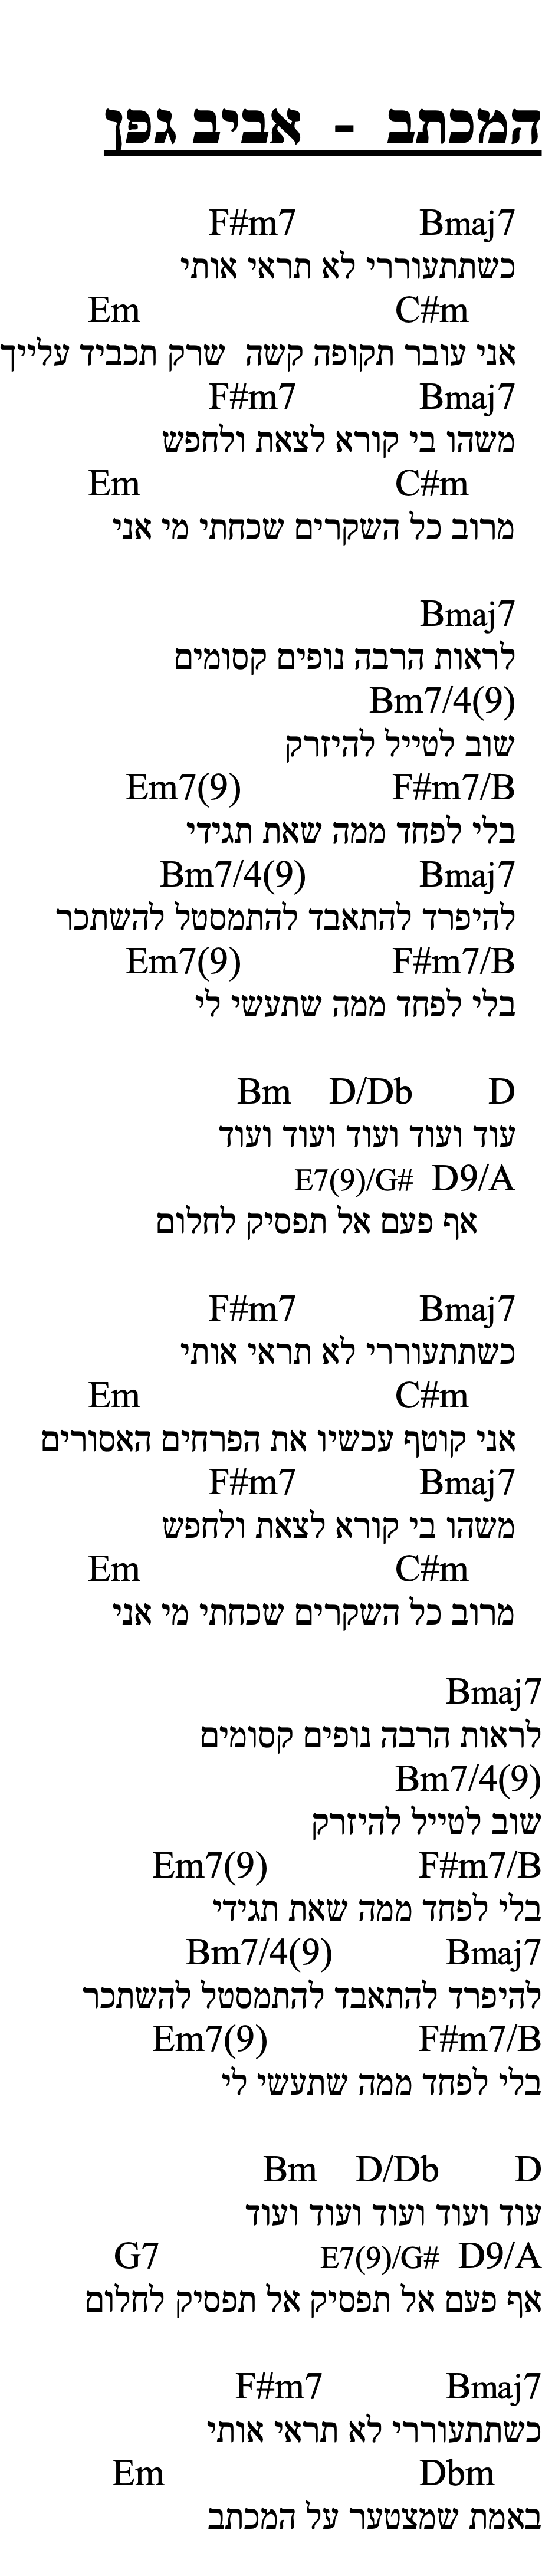 המכתב - אביב גפן
Bmaj7 F#m7
כשתתעוררי לא תראי אותי
C#m Em
אני עובר תקופה קשה שרק תכביד עלייך
Bmaj7 F#m7
משהו בי קורא לצאת ולחפש
C#m Em
מרוב כל השקרים שכחתי מי אני
Bmaj7
לראות הרבה נופים קסומים
Bm7/4(9)
שוב לטייל להיזרק
F#m7/B Em7(9)
בלי לפחד ממה שאת תגידי
Bmaj7 Bm7/4(9)
להיפרד להתאבד להתמסטל להשתכר
F#m7/B Em7(9)
בלי לפחד ממה שתעשי לי
D D/Db Bm
עוד ועוד ועוד ועוד ועוד
D9/A E7(9)/G#
אף פעם אל תפסיק לחלום
Bmaj7 F#m7
כשתתעוררי לא תראי אותי
C#m Em
אני קוטף עכשיו את הפרחים האסורים
Bmaj7 F#m7
משהו בי קורא לצאת ולחפש
C#m Em
מרוב כל השקרים שכחתי מי אני
Bmaj7
לראות הרבה נופים קסומים
Bm7/4(9)
שוב לטייל להיזרק
F#m7/B Em7(9)
בלי לפחד ממה שאת תגידי
Bmaj7 Bm7/4(9)
להיפרד להתאבד להתמסטל להשתכר
F#m7/B Em7(9)
בלי לפחד ממה שתעשי לי
D D/Db Bm
עוד ועוד ועוד ועוד ועוד
D9/A E7(9)/G# G7
אף פעם אל תפסיק אל תפסיק לחלום
Bmaj7 F#m7
כשתתעוררי לא תראי אותי
Dbm Em
באמת שמצטער על המכתב